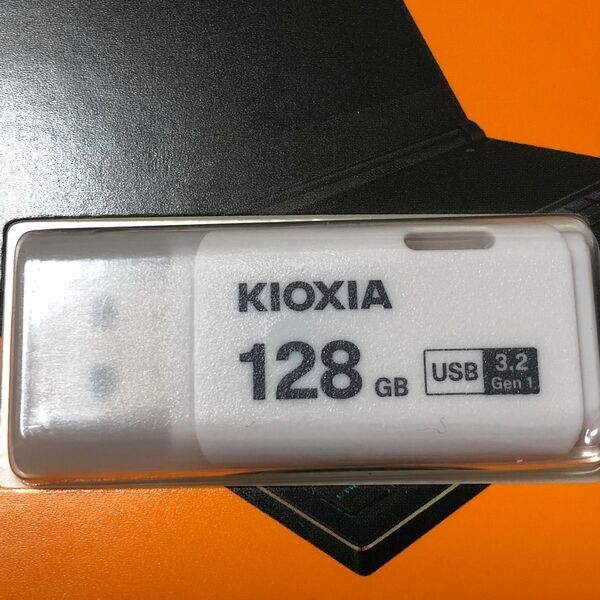 KIOXIA
128 GB
USB 3.2 Gen 1